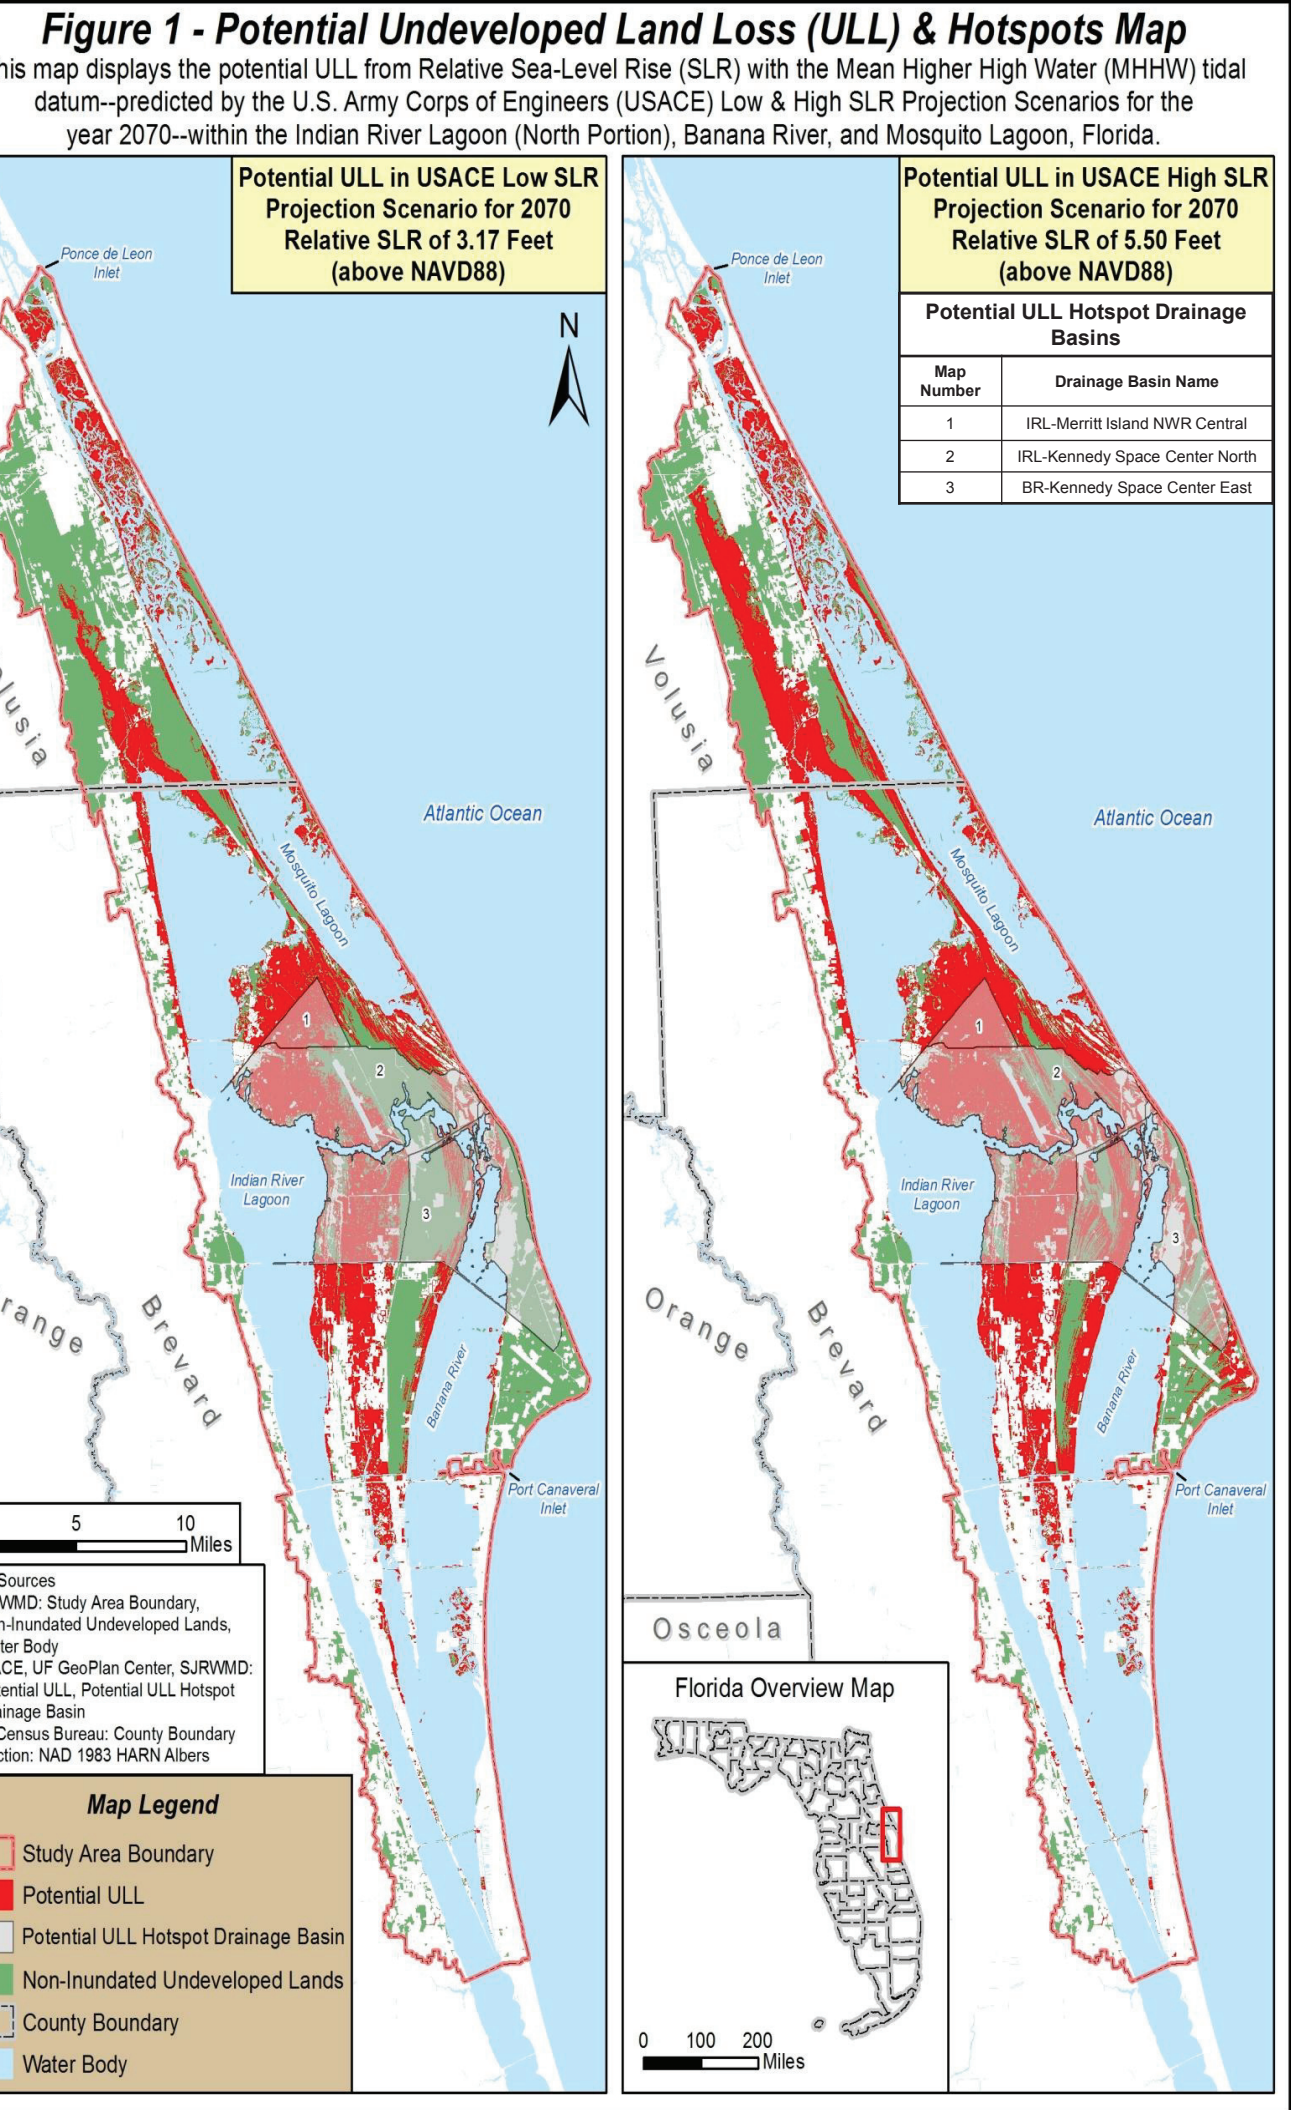 Figure 1 - Potential Undeveloped Land Loss (ULL) & Hotspots Map
his map displays the potential ULL from Relative Sea-Level Rise (SLR) with the Mean Higher High Water (MHHW) tidal
datum--predicted by the U.S. Army Corps of Engineers (USACE) Low & High SLR Projection Scenarios for the
year 2070--within the Indian River Lagoon (North Portion), Banana River, and Mosquito Lagoon, Florida.
Potential ULL in USACE Low SLR
Projection Scenario for 2070
Relative SLR of 3.17 Feet
(above NAVD88)
Ponce de Leon
Inlet
N
olusia
Atlantic Ocean
Mosquito Lagoon
1
2
Indian River
Lagoon
3
range
Brevard
Banana River
Port Canaveral
Inlet
5 10
Miles
Sources
WMD: Study Area Boundary,
n-Inundated Undeveloped Lands,
ter Body
ACE, UF GeoPlan Center, SJRWMD:
tential ULL, Potential ULL Hotspot
ainage Basin
Census Bureau: County Boundary
ction: NAD 1983 HARN Albers
Map Legend
Study Area Boundary
Potential ULL
Potential ULL Hotspot Drainage Basin
Non-Inundated Undeveloped Lands
County Boundary
Water Body
Potential ULL in USACE High SLR
Projection Scenario for 2070
Relative SLR of 5.50 Feet
(above NAVD88)
Potential ULL Hotspot Drainage
Basins
Map
Number
Drainage Basin Name
1 IRL-Merritt Island NWR Central
2 IRL-Kennedy Space Center North
3 BR-Kennedy Space Center East
Ponce de Leon
Inlet
Volusia
Atlantic Ocean
Mosquito Lagoon
1
2
Indian River
Lagoon
3
Orange
Brevard
Banana River
Port Canaveral
Inlet
Osceola
Florida Overview Map
0 100 200
Miles